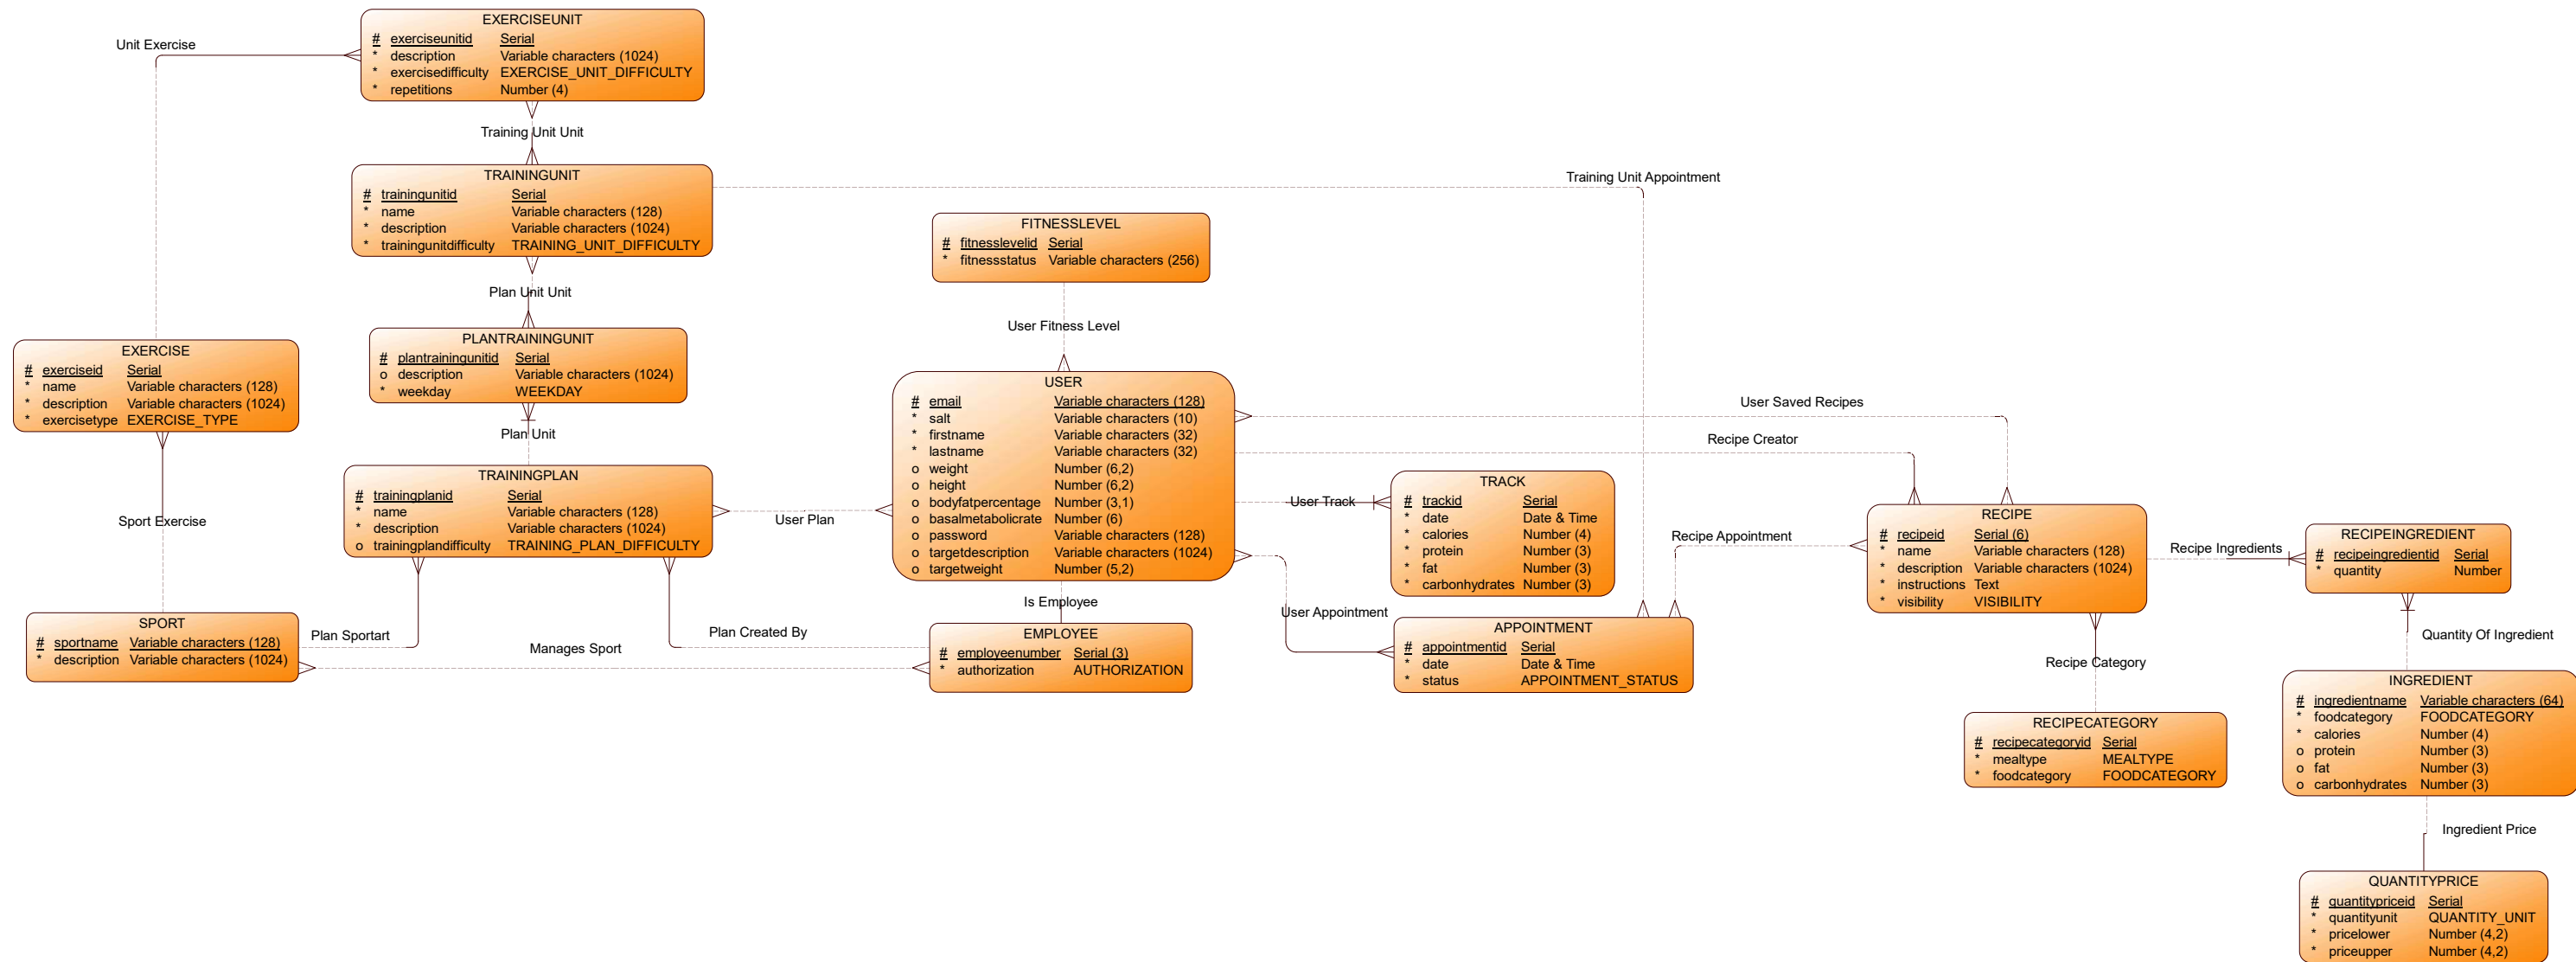 EXERCISEUNIT
# exerciseunitid Serial
* description Variable characters (1024)
* exercisedifficulty EXERCISE_UNIT_DIFFICULTY
* repetitions Number (4)
Unit Exercise
Training Unit Unit
TRAININGUNIT
# trainingunitid Serial
* name Variable characters (128)
* description Variable characters (1024)
* trainingunitdifficulty TRAINING_UNIT_DIFFICULTY
Training Unit Appointment
FITNESSLEVEL
# fitnesslevelid Serial
* fitnessstatus Variable characters (256)
Plan Unit Unit
User Fitness Level
PLANTRAININGUNIT
# plantrainingunitid Serial
o description Variable characters (1024)
* weekday WEEKDAY
EXERCISE
# exerciseid Serial
* name Variable characters (128)
* description Variable characters (1024)
* exercisetype EXERCISE_TYPE
Plan Unit
USER
# email Variable characters (128)
* salt Variable characters (10)
* firstname Variable characters (32)
* lastname Variable characters (32)
o weight Number (6,2)
o height Number (6,2)
o bodyfatpercentage Number (3,1)
o basalmetabolicrate Number (6)
o password Variable characters (128)
o targetdescription Variable characters (1024)
o targetweight Number (5,2)
User Saved Recipes
Recipe Creator
TRAININGPLAN
# trainingplanid Serial
* name Variable characters (128)
* description Variable characters (1024)
o trainingplandifficulty TRAINING_PLAN_DIFFICULTY
User Plan
User Track
TRACK
# trackid Serial
* date Date & Time
* calories Number (4)
* protein Number (3)
* fat Number (3)
* carbonhydrates Number (3)
Sport Exercise
Recipe Appointment
RECIPE
# recipeid Serial (6)
* name Variable characters (128)
* description Variable characters (1024)
* instructions Text
* visibility VISIBILITY
Recipe Ingredients
RECIPEINGREDIENT
# recipeingredientid Serial
* quantity Number
Is Employee
User Appointment
SPORT
# sportname Variable characters (128)
* description Variable characters (1024)
Plan Sportart
Manages Sport
Plan Created By
EMPLOYEE
# employeenumber Serial (3)
* authorization AUTHORIZATION
APPOINTMENT
# appointmentid Serial
* date Date & Time
* status APPOINTMENT_STATUS
Quantity Of Ingredient
Recipe Category
INGREDIENT
# ingredientname Variable characters (64)
* foodcategory FOODCATEGORY
* calories Number (4)
o protein Number (3)
o fat Number (3)
o carbonhydrates Number (3)
RECIPECATEGORY
# recipecategoryid Serial
* mealtype MEALTYPE
* foodcategory FOODCATEGORY
Ingredient Price
QUANTITYPRICE
# quantitypriceid Serial
* quantityunit QUANTITY_UNIT
* pricelower Number (4,2)
* priceupper Number (4,2)